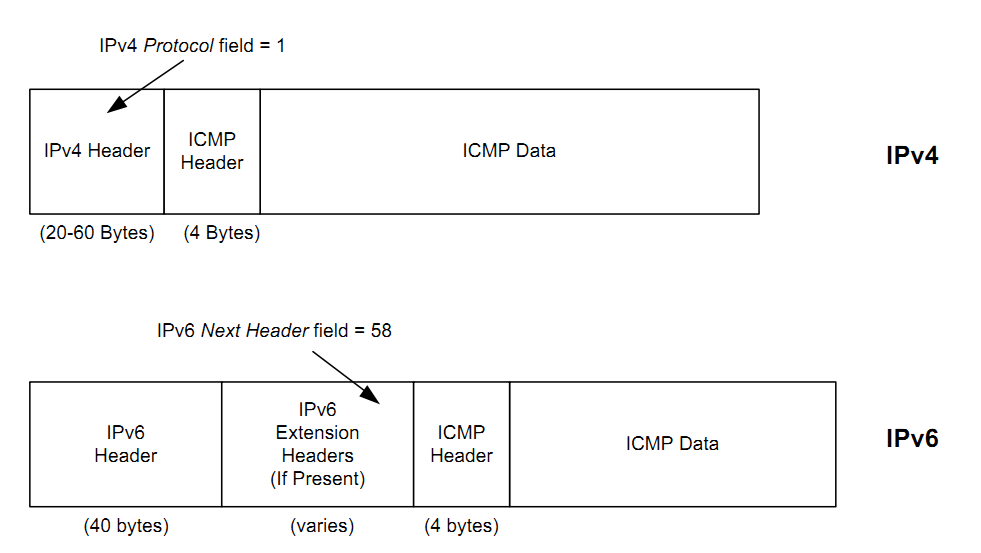 IPv4 Protocol field = 1
IPv4 Header
ICMP
Header
ICMP Data
IPv4
(20-60 Bytes)
(4 Bytes)
IPv6 Next Header field = 58
IPv6
Header
IPv6
Extension
Headers
(If Present)
ICMP
Header
ICMP Data
IPv6
(40 bytes)
(varies)
(4 bytes)